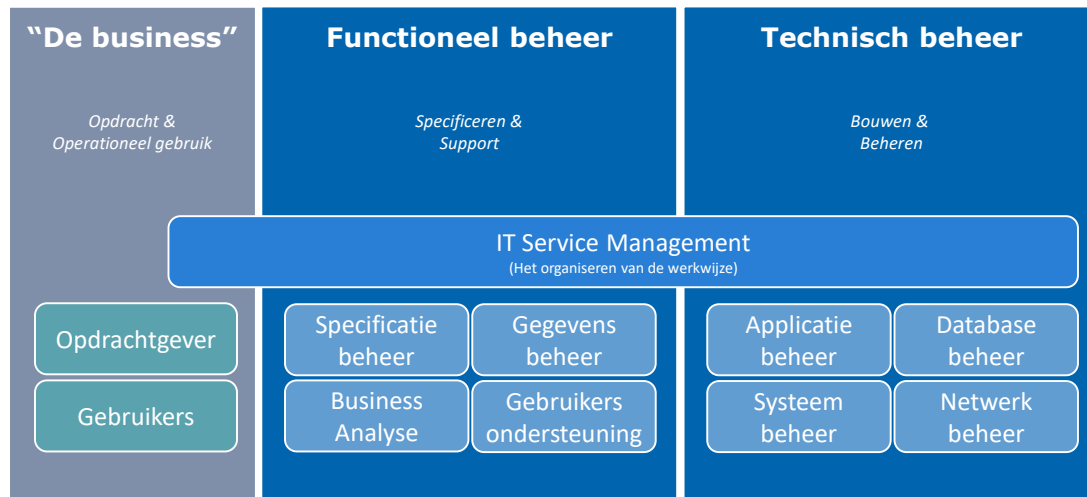 “De business”
Opdracht &
Operationeel gebruik
Functioneel beheer
Specificeren &
Support
Technisch beheer
Bouwen &
Beheren
IT Service Management
(Het organiseren van de werkwijze)
Opdrachtgever
Gebruikers
Specificatie
beheer
Gegevens
beheer
Business
Analyse
Gebruikers
ondersteuning
Applicatie
beheer
Database
beheer
Systeem
beheer
Netwerk
beheer